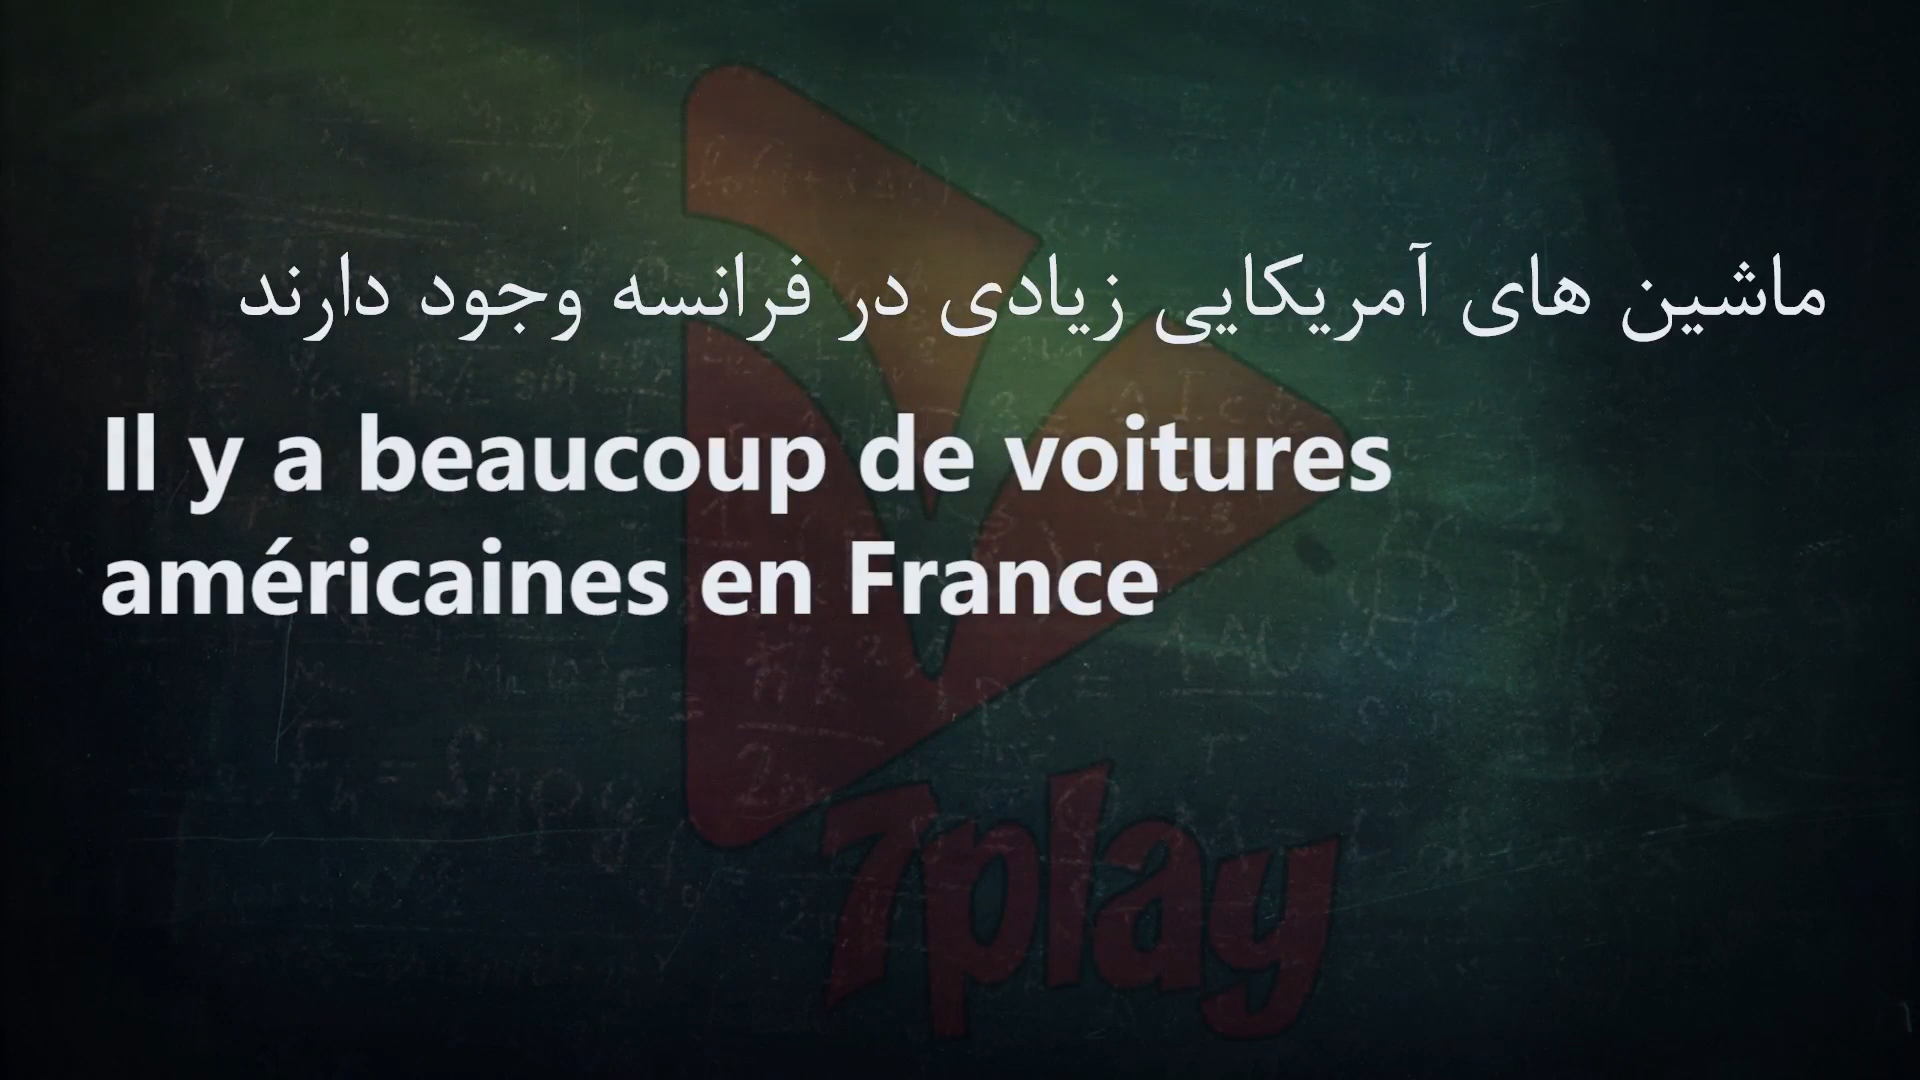 ماشین های آمریکایی زیادی در فرانسه وجود دارند
Il y a beaucoup de voitures
américaines en France
7play